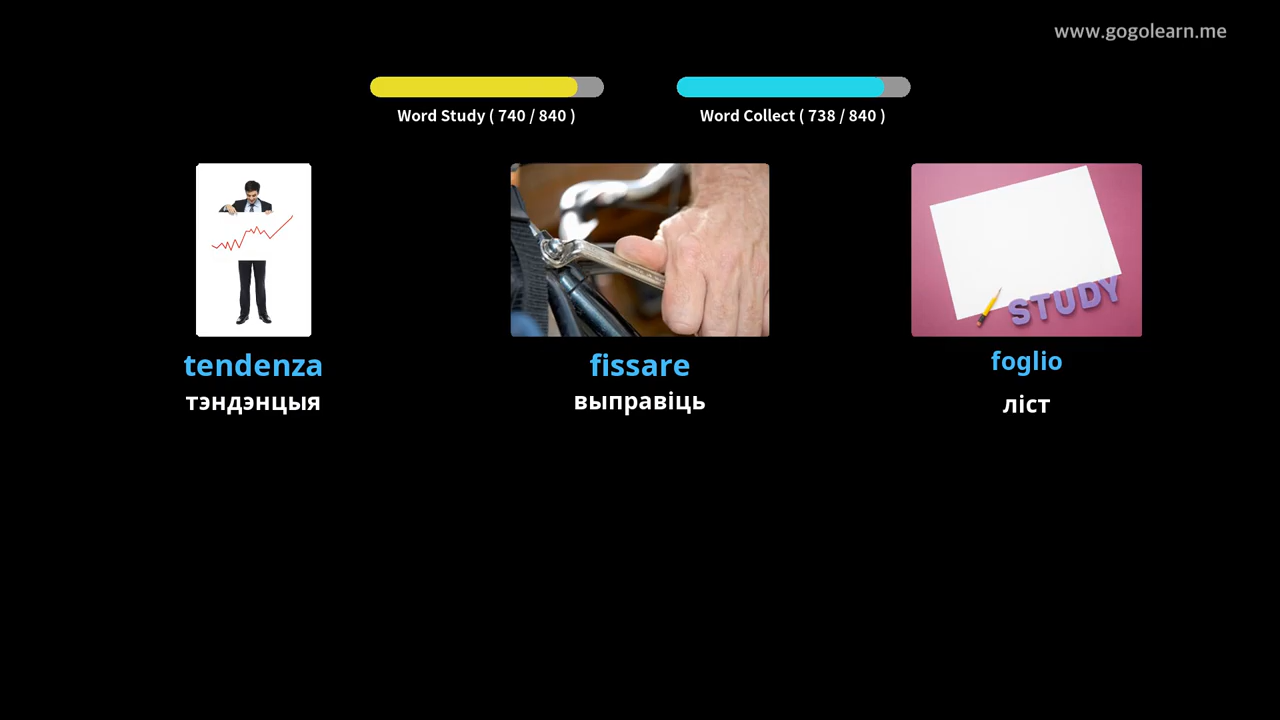 www.gogolearn.me
Word Study ( 740 / 840 )
Word Collect ( 738 / 840 )
STUDY
tendenza
тэндэнцыя
fissare
выправіць
foglio
ліст